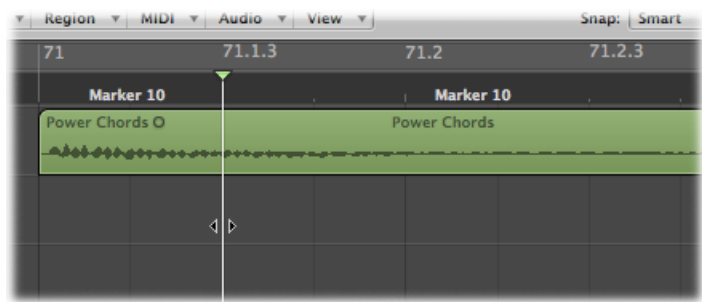 Region MIDI Audio View Snap: Smart
71 71.1.3 71.2 71.2.3
Marker 10 Marker 10
Power Chords O Power Chords